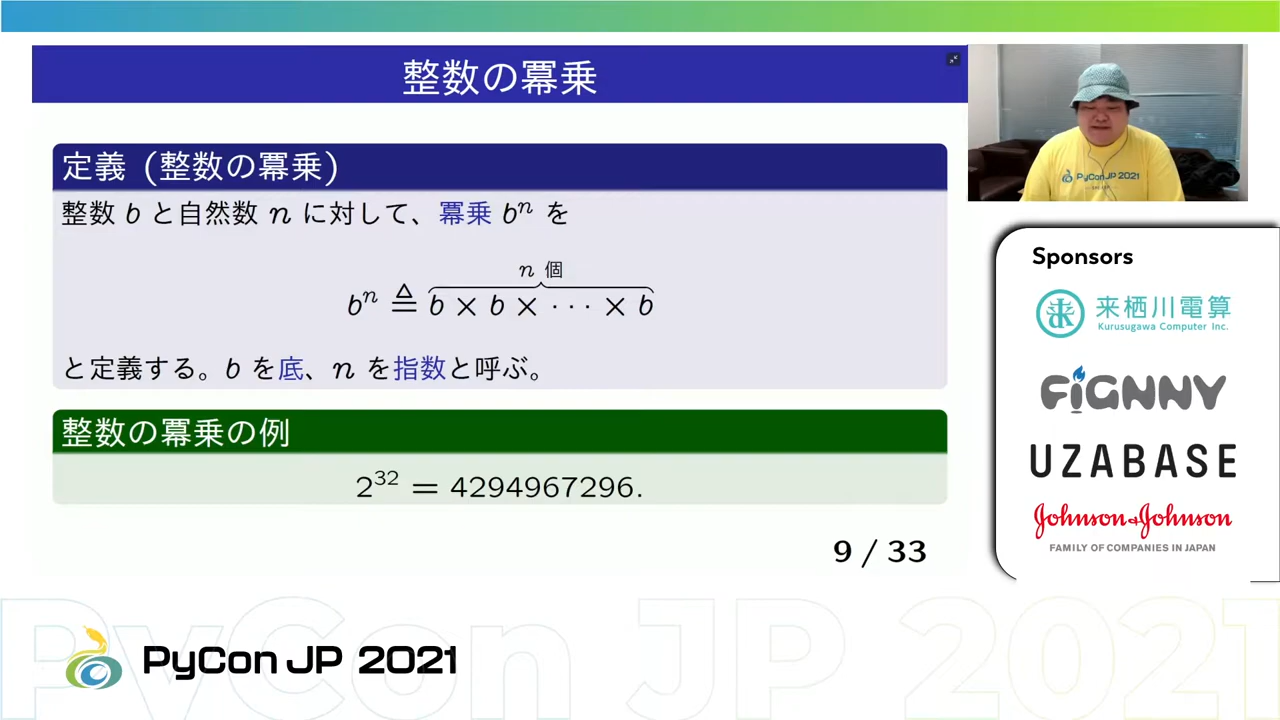 整数の冪乗
定義 (整数の冪乗)
整数 b と自然数 n に対して、冪乗 bⁿ を
n 個
bⁿ ≜ b × b × · · · × b
と定義する。b を底、n を指数と呼ぶ。
整数の冪乗の例
2³² = 4294967296.
9 / 33
PyCon JP 2021
Sponsors
来栖川電算
Kurusugawa Computer Inc.
FiGNNY
UZABASE
Johnson & Johnson
FAMILY OF COMPANIES IN JAPAN
PyCon JP 2021
PyCon JP 2021